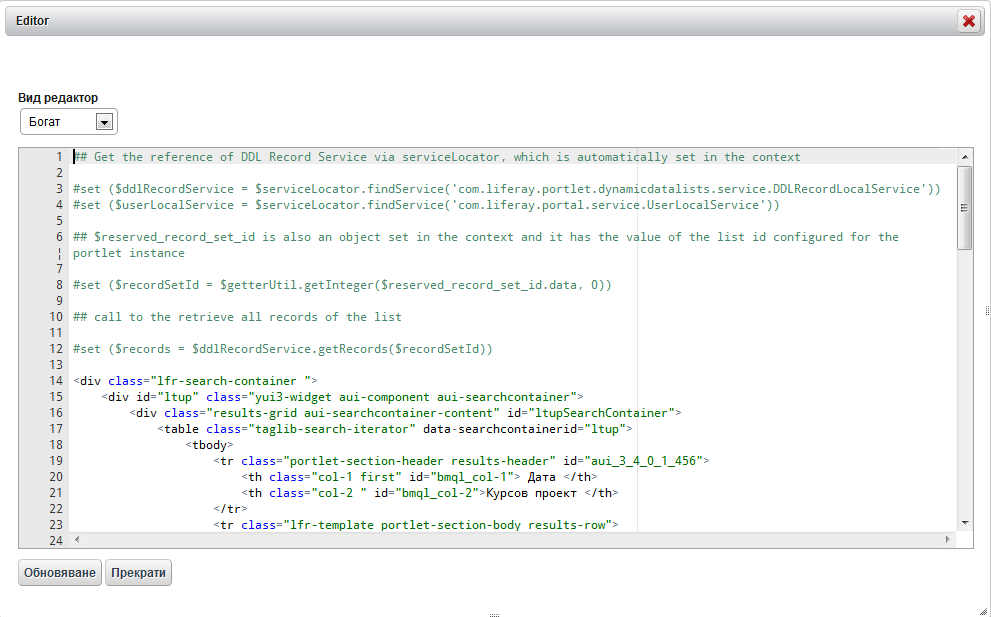 Editor
Вид редактор
Богат
1 ## Get the reference of DDL Record Service via serviceLocator, which is automatically set in the context
2
3 #set ($ddlRecordService = $serviceLocator.findService('com.liferay.portlet.dynamicdatalists.service.DDLRecordLocalService'))
4 #set ($userLocalService = $serviceLocator.findService('com.liferay.portal.service.UserLocalService'))
5
6 ## $reserved_record_set_id is also an object set in the context and it has the value of the list id configured for the
¦ portlet instance
7
8 #set ($recordSetId = $getterUtil.getInteger($reserved_record_set_id.data, 0))
9
10 ## call to the retrieve all records of the list
11
12 #set ($records = $ddlRecordService.getRecords($recordSetId))
13
14 <div class="lfr-search-container ">
15 <div id="ltup" class="yui3-widget aui-component aui-searchcontainer">
16 <div class="results-grid aui-searchcontainer-content" id="ltupSearchContainer">
17 <table class="taglib-search-iterator" data-searchcontainerid="ltup">
18 <tbody>
19 <tr class="portlet-section-header results-header" id="aui_3_4_0_1_456">
20 <th class="col-1 first" id="bmql_col-1"> Дата </th>
21 <th class="col-2 " id="bmql_col-2">Курсов проект </th>
22 </tr>
23 <tr class="lfr-template portlet-section-body results-row">
24
Обновяване Прекрати